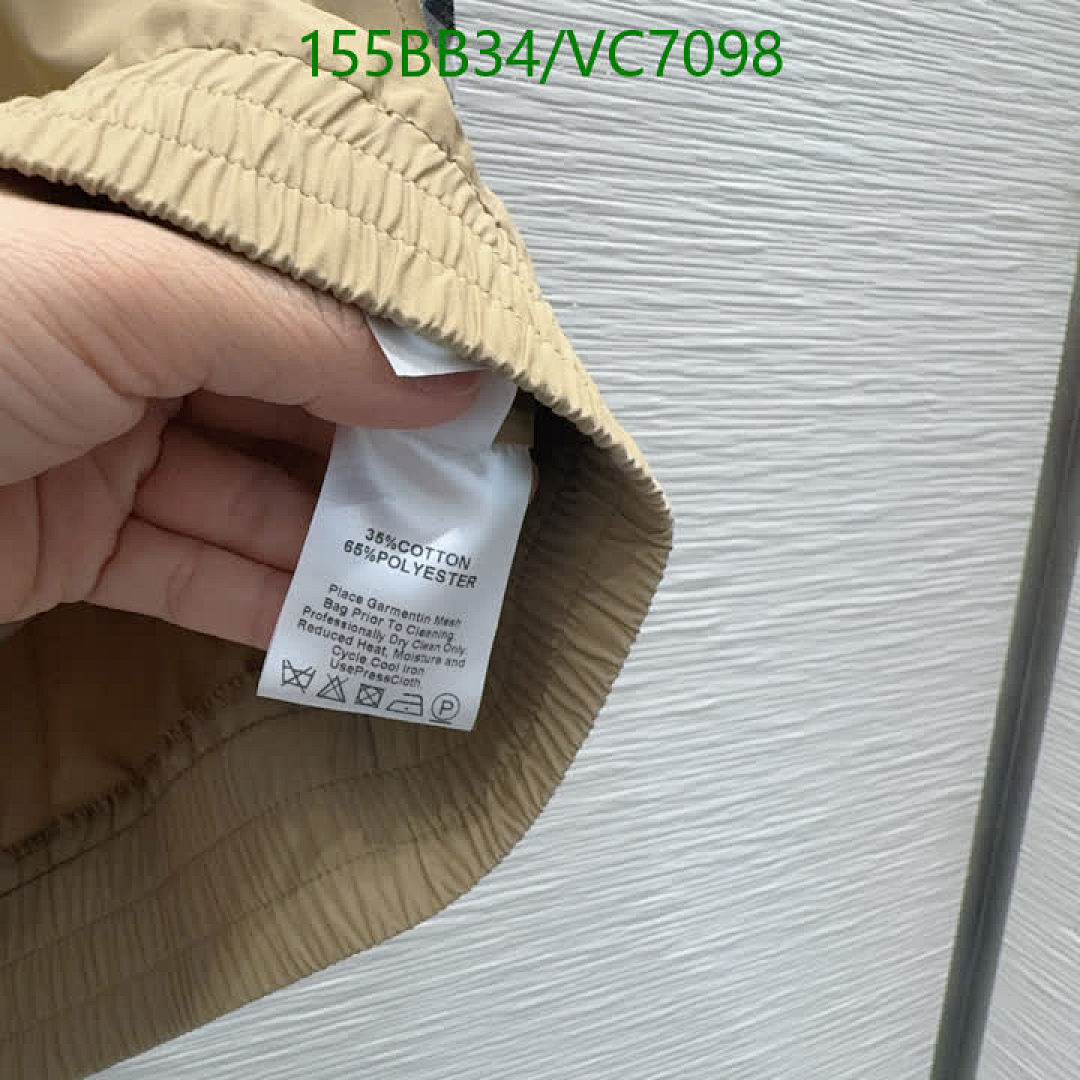 155BB34/VC7098
35%COTTON
65%POLYESTER
Place Garmentin Mesh
Bag Prior To Cleaning
Professionally Dry Clean Only.
Reduced Heat, Moisture and
Cycle Cool Iron
UsePressCloth
P